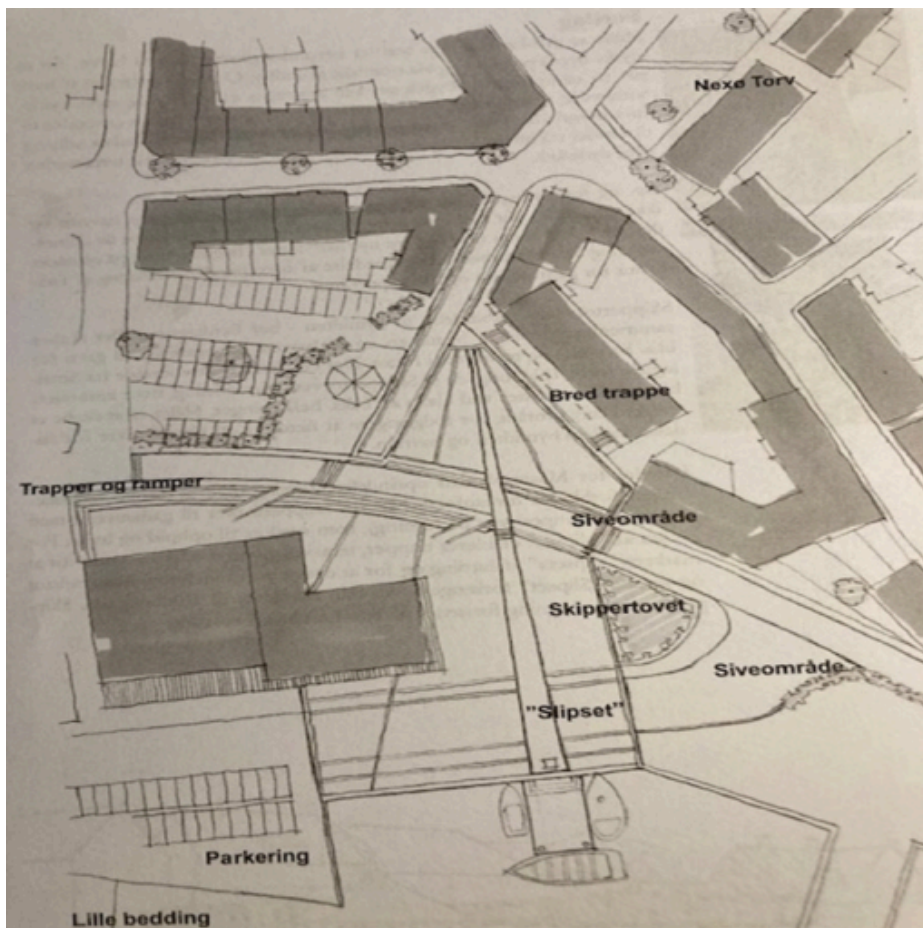 Nexø Torv
Bred trappe
Trapper og ramper
Siveområde
Skippertovet
Siveområde
"Slipset"
Parkering
Lille bedding